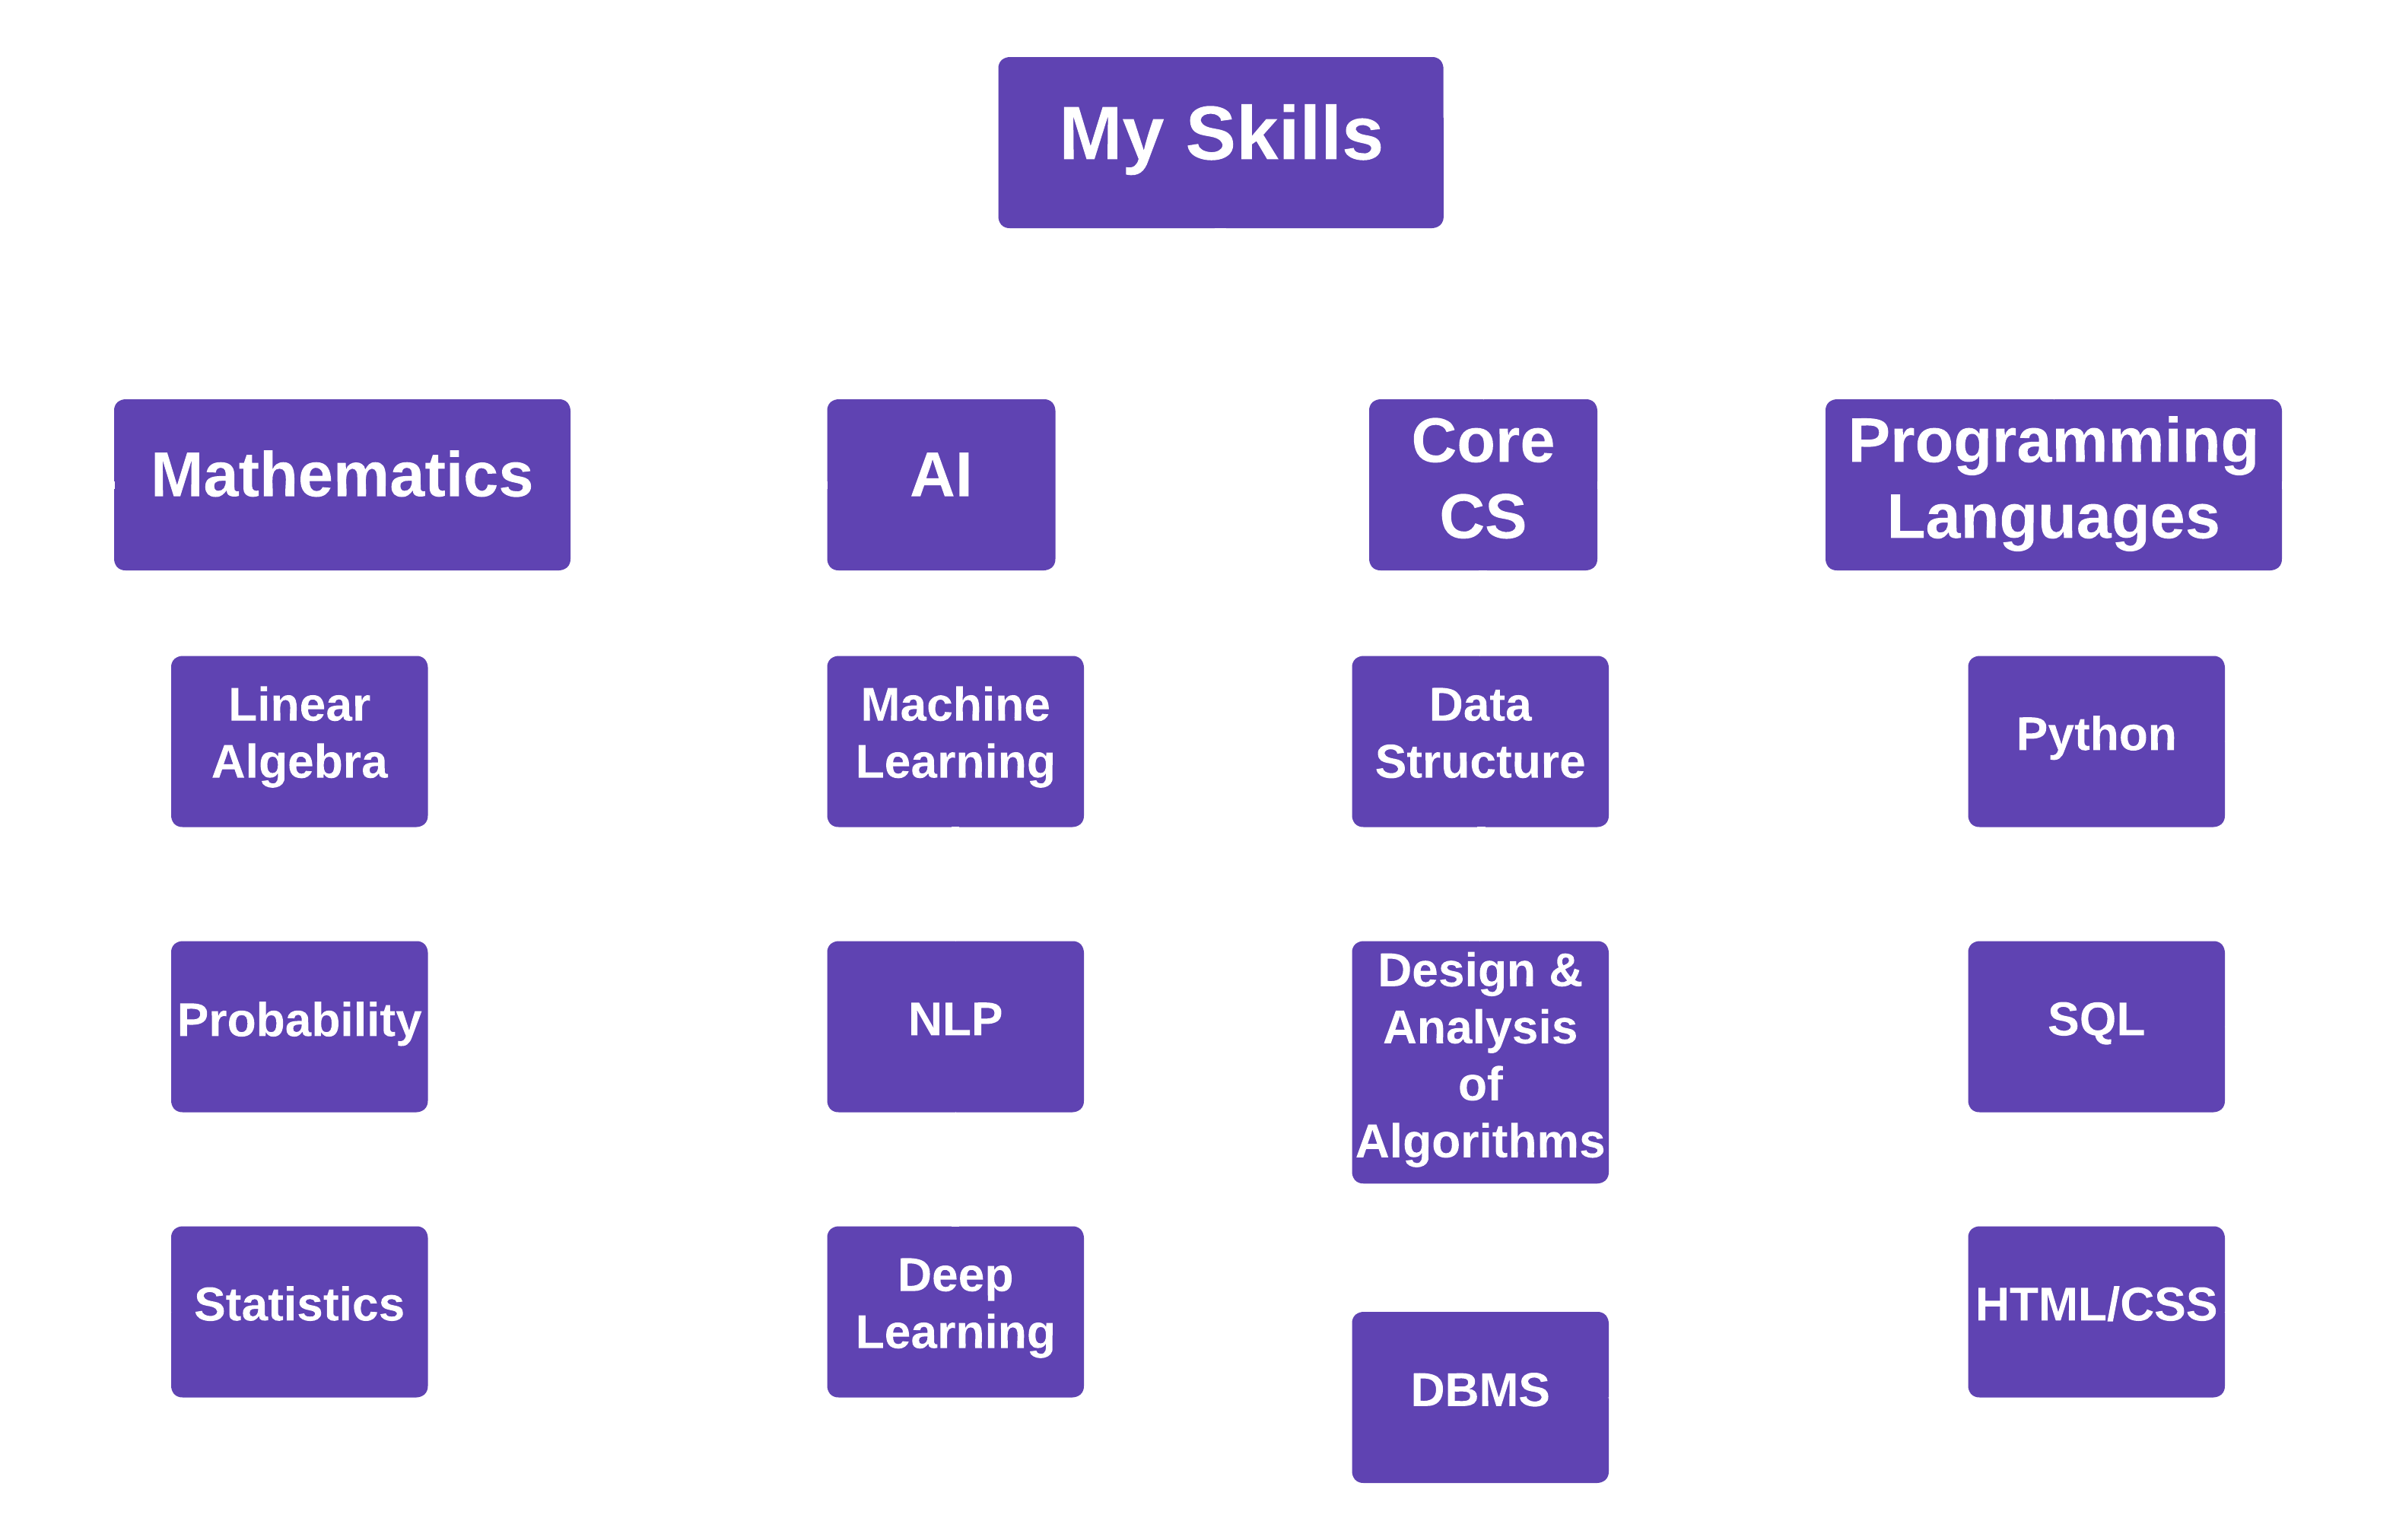 My Skills
Mathematics
AI
Core
CS
Programming
Languages
Linear
Algebra
Machine
Learning
Data
Structure
Python
Probability
NLP
Design &
Analysis
of
Algorithms
SQL
Statistics
Deep
Learning
DBMS
HTML/CSS